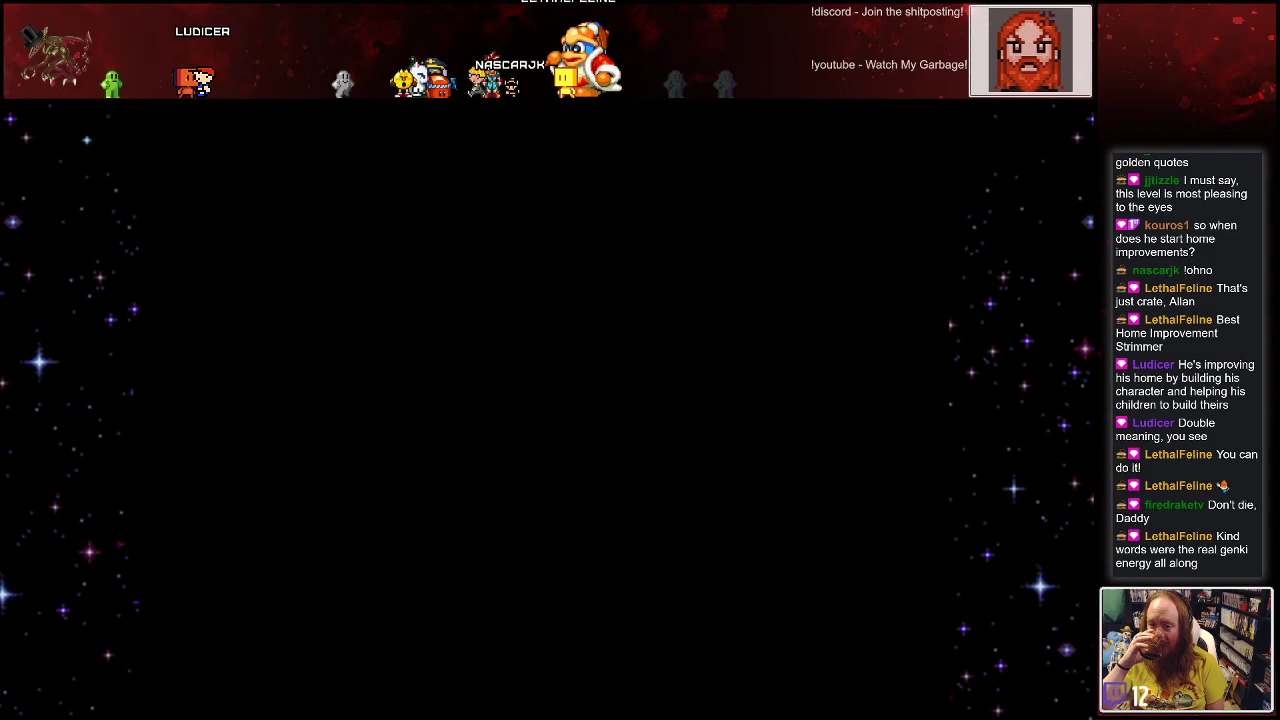 LETHALFELINE
LUDICER
NASCARJK
!discord - Join the shitposting!
!youtube - Watch My Garbage!
golden quotes
jjtizzle I must say,
this level is most pleasing
to the eyes
kouros1 so when
does he start home
improvements?
nascarjk !ohno
LethalFeline That's
just crate, Allan
LethalFeline Best
Home Improvement
Strimmer
Ludicer He's improving
his home by building his
character and helping his
children to build theirs
Ludicer Double
meaning, you see
LethalFeline You can
do it!
LethalFeline
firedraketv Don't die,
Daddy
LethalFeline Kind
words were the real genki
energy all along
12